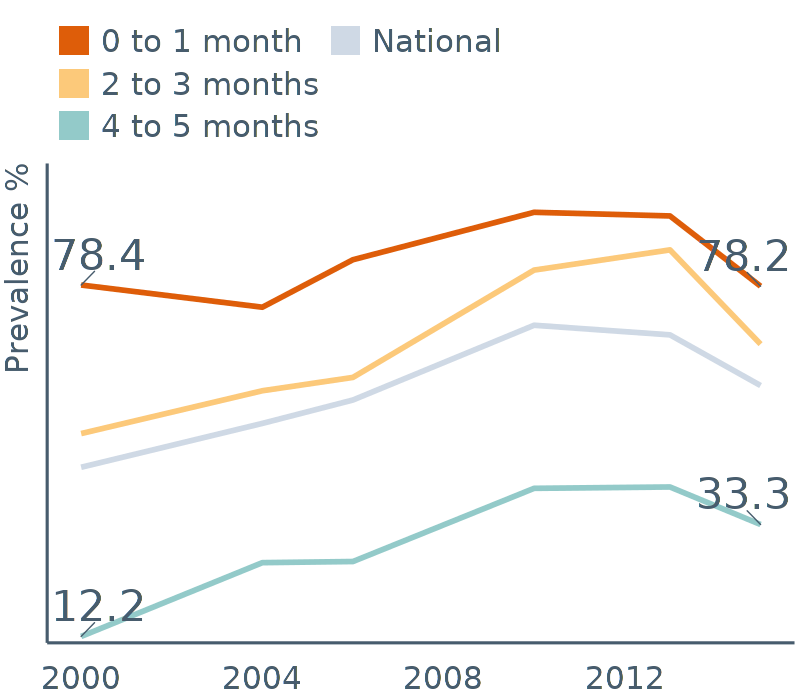 0 to 1 month
National
2 to 3 months
4 to 5 months
Prevalence %
78.4
78.2
33.3
12.2
2000
2004
2008
2012